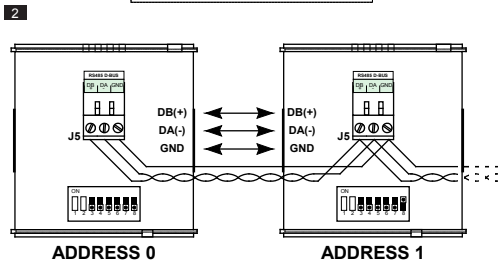 2
RS485 D-BUS
DB DA GND
+ -
J5
DB(+)
DA(-)
GND
ON
1 2 3 4 5 6 7 8
ADDRESS 0
RS485 D-BUS
DB DA GND
+ -
J5
DB(+)
DA(-)
GND
ON
1 2 3 4 5 6 7 8
ADDRESS 1